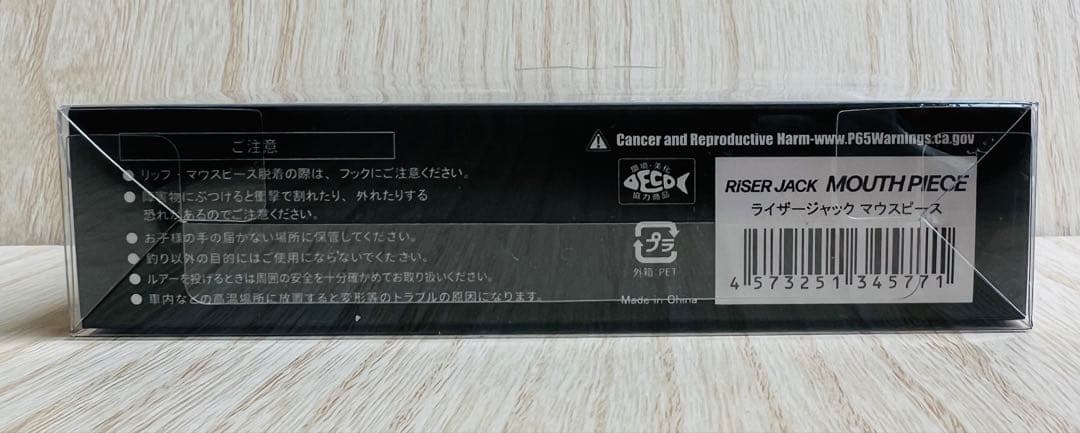 ご注意
● リップ・マウスピース脱着の際は、フックにご注意ください。
● 障害物にぶつけると衝撃で割れたり、外れたりする
恐れがあるのでご注意ください。
● お子様の手の届かない場所に保管してください。
● 釣り以外の目的にはご使用にならないでください。
● ルアーを投げるときは周囲の安全を十分確かめてお取り扱いください。
● 車内などの高温場所に放置すると変形等のトラブルの原因になります。
Cancer and Reproductive Harm-www.P65Warnings.ca.gov
環境・美化
ECO
協力商品
プラ
外箱:PET
Made in China
RiSER JACK MOUTH PIECE
ライザージャック マウスピース
4 573251 345771